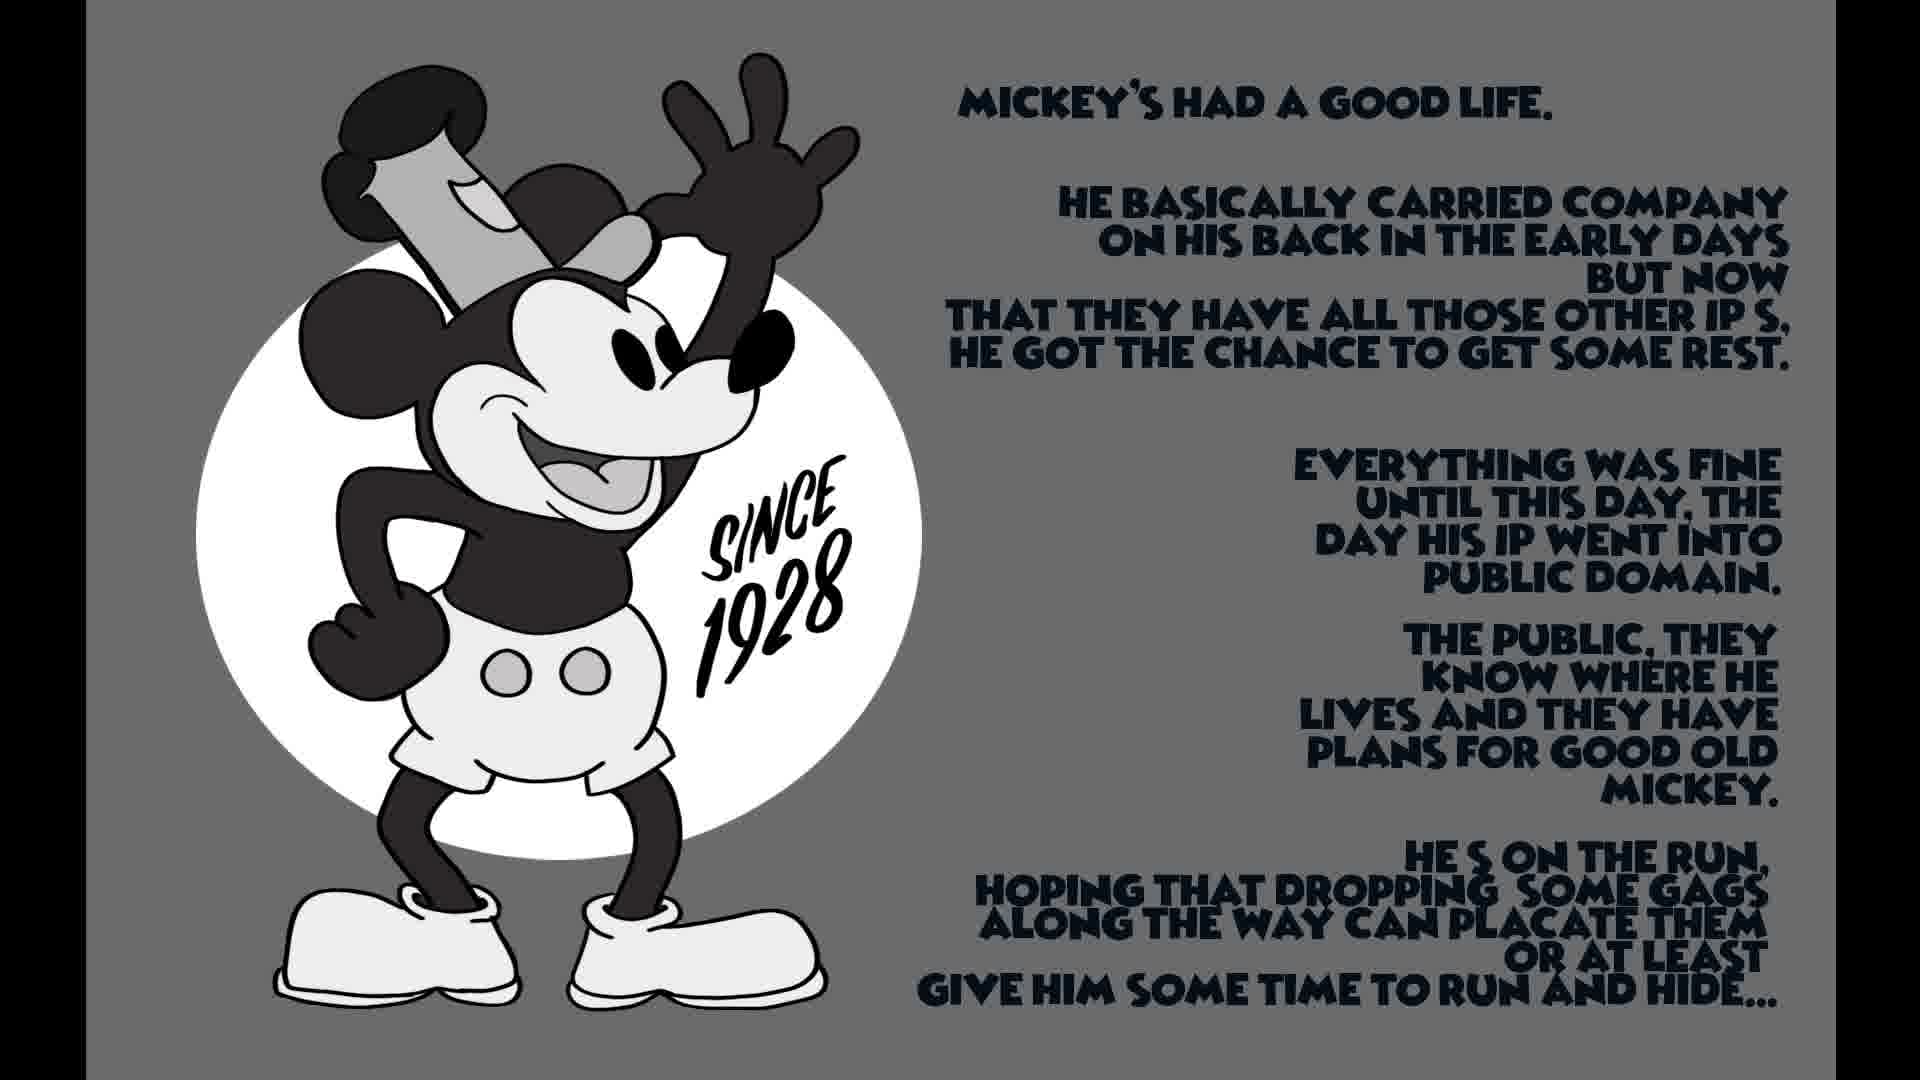 MICKEY'S HAD A GOOD LIFE.
HE BASICALLY CARRIED COMPANY
ON HIS BACK IN THE EARLY DAYS
BUT NOW
THAT THEY HAVE ALL THOSE OTHER IP S,
HE GOT THE CHANCE TO GET SOME REST.
EVERYTHING WAS FINE
UNTIL THIS DAY, THE
DAY HIS IP WENT INTO
PUBLIC DOMAIN.
THE PUBLIC, THEY
KNOW WHERE HE
LIVES AND THEY HAVE
PLANS FOR GOOD OLD
MICKEY.
HE S ON THE RUN,
HOPING THAT DROPPING SOME GAGS
ALONG THE WAY CAN PLACATE THEM
OR AT LEAST
GIVE HIM SOME TIME TO RUN AND HIDE...
SINCE
1928